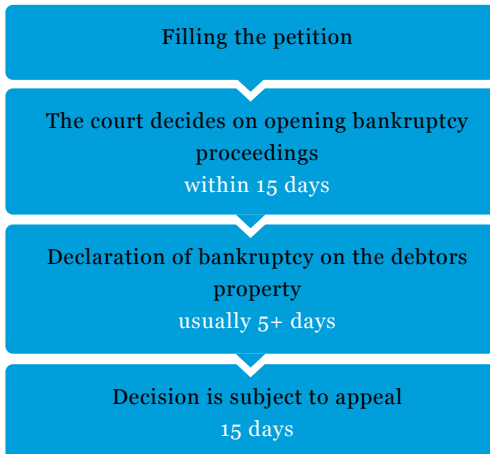 Filling the petition
The court decides on opening bankruptcy
proceedings
within 15 days
Declaration of bankruptcy on the debtors
property
usually 5+ days
Decision is subject to appeal
15 days